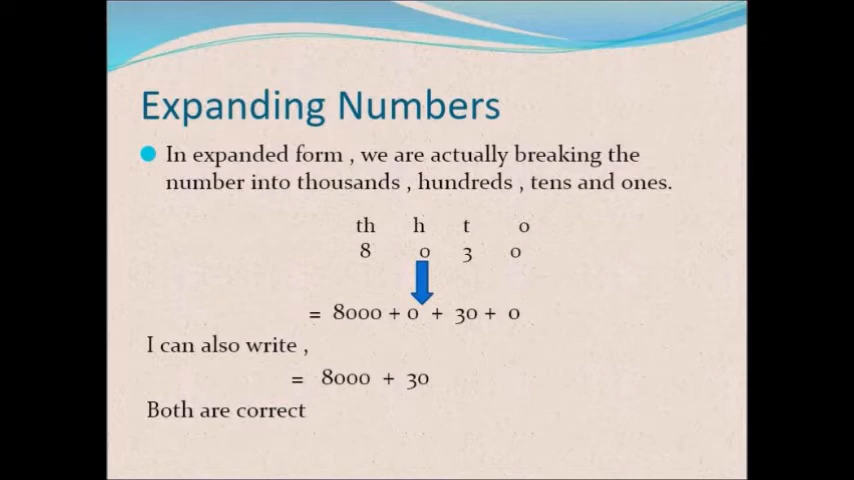 Expanding Numbers
In expanded form , we are actually breaking the
number into thousands , hundreds , tens and ones.
th h t o
8 0 3 0
= 8000 + 0 + 30 + 0
I can also write ,
= 8000 + 30
Both are correct